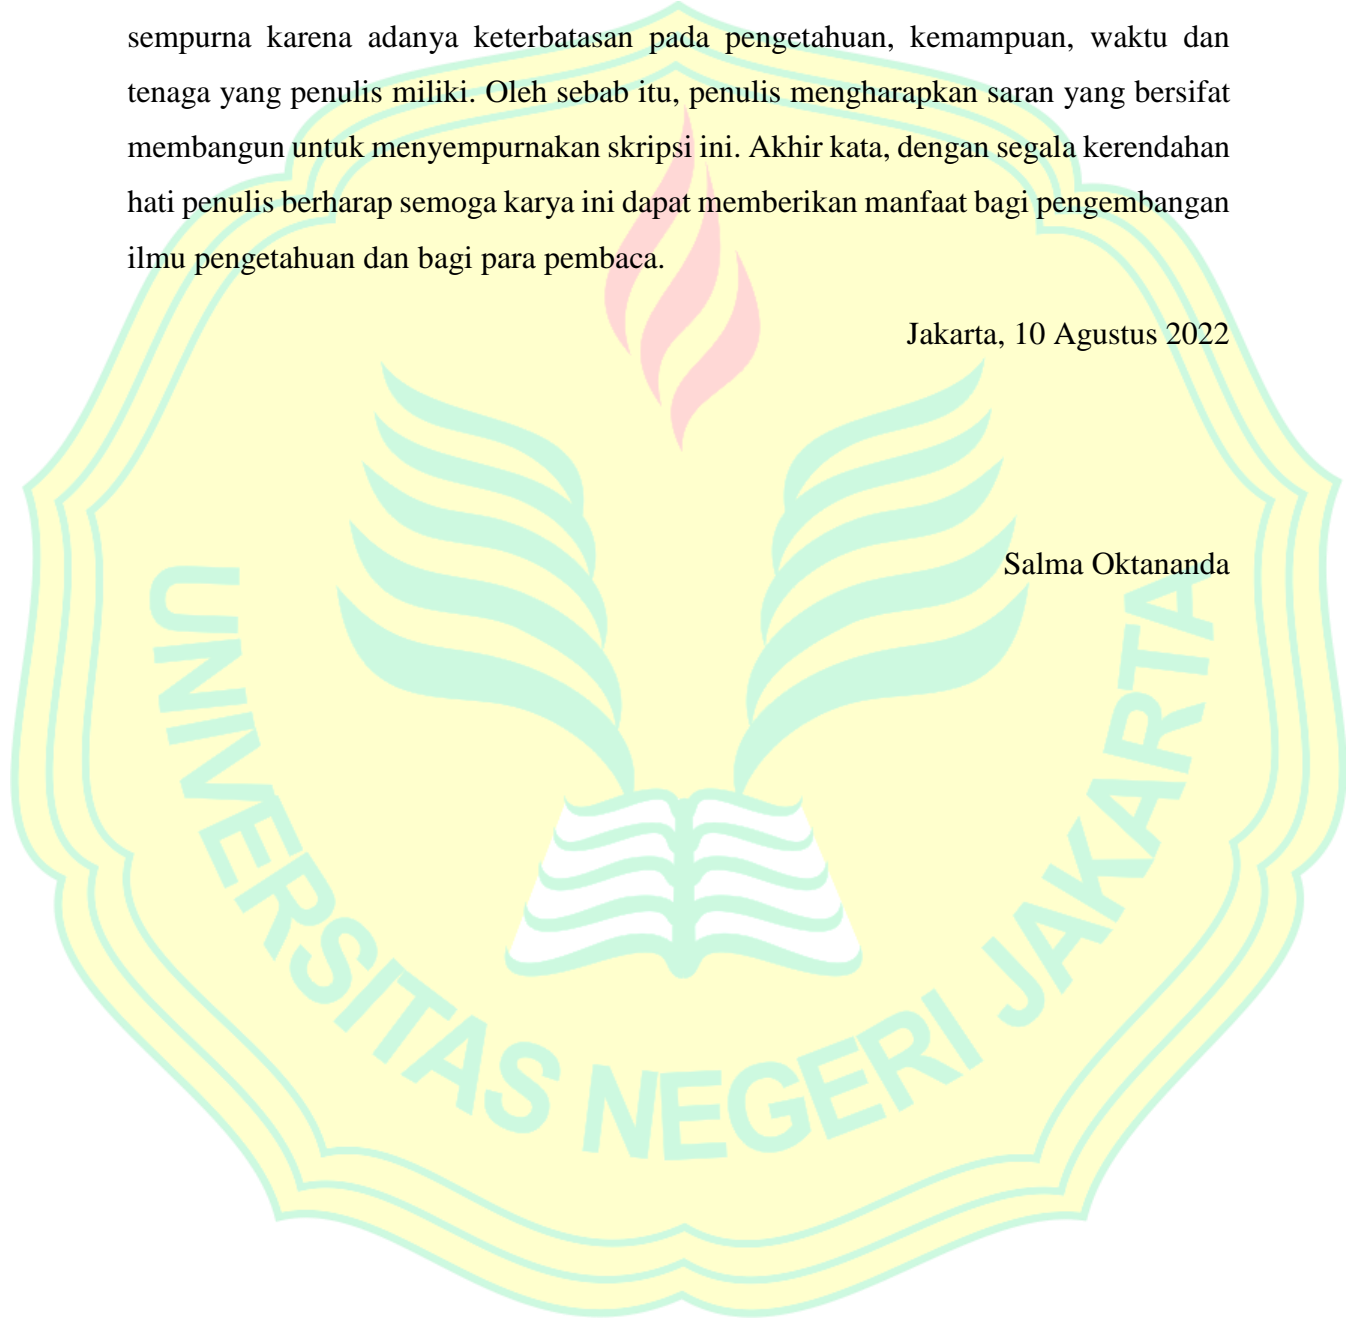 sempurna karena adanya keterbatasan pada pengetahuan, kemampuan, waktu dan
tenaga yang penulis miliki. Oleh sebab itu, penulis mengharapkan saran yang bersifat
membangun untuk menyempurnakan skripsi ini. Akhir kata, dengan segala kerendahan
hati penulis berharap semoga karya ini dapat memberikan manfaat bagi pengembangan
ilmu pengetahuan dan bagi para pembaca.
Jakarta, 10 Agustus 2022
Salma Oktananda
UNIVERSITAS NEGERI JAKARTA